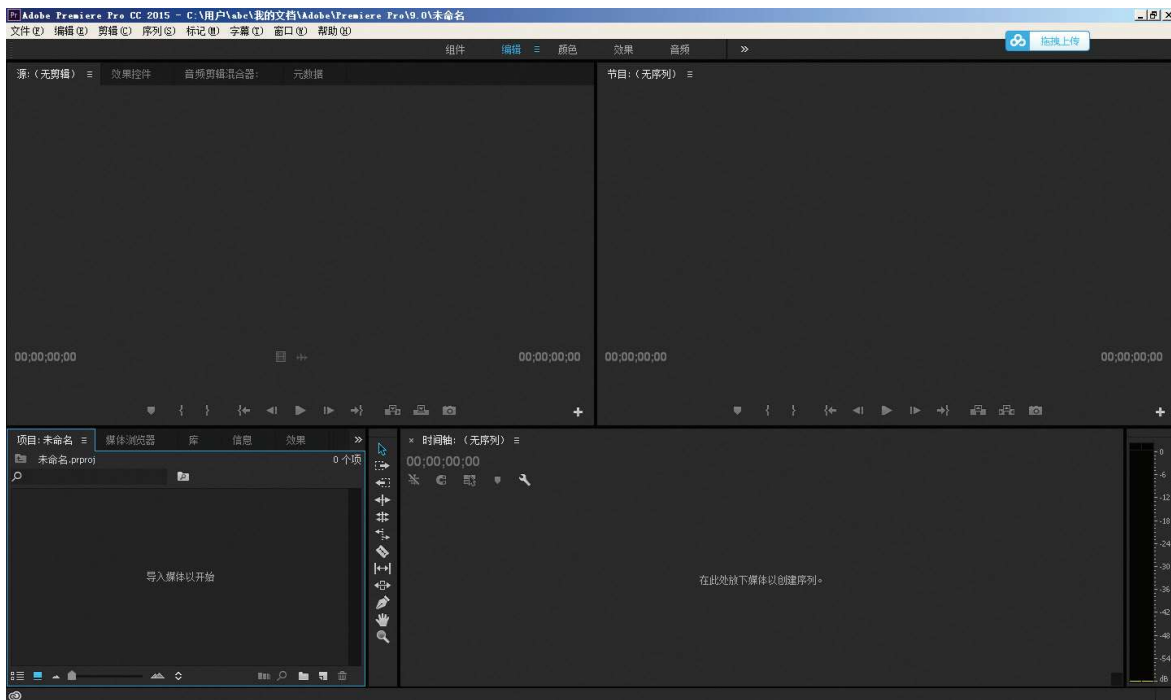 Adobe Premiere Pro CC 2015 - C:\用户\abc\我的文档\Adobe\Premiere Pro\9.0\未命名
文件(F) 编辑(E) 剪辑(C) 序列(S) 标记(M) 字幕(T) 窗口(W) 帮助(H)
组件 编辑 颜色 效果 音频 »
拖拽上传
源:(无剪辑) 效果控件 音频剪辑混合器: 元数据
节目:(无序列)
00;00;00;00 00;00;00;00
00;00;00;00 00;00;00;00
项目:未命名 媒体浏览器 库 信息 效果 »
未命名.prproj 0 个项
导入媒体以开始
× 时间轴:(无序列)
00;00;00;00
在此处放下媒体以创建序列。
0
-6
-12
-18
-24
-30
-36
-42
-48
-54
dB